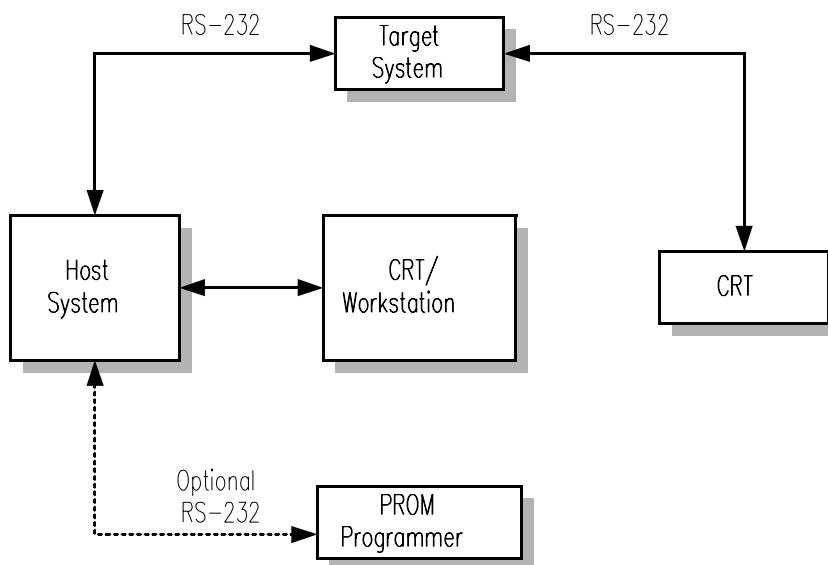 RS-232
Target
System
RS-232
Host
System
CRT/
Workstation
CRT
Optional
RS-232
PROM
Programmer